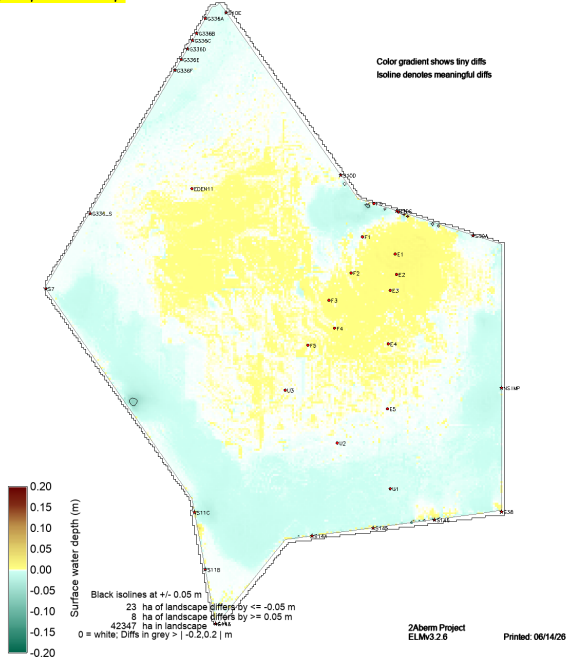 S10E
G336A
G336B
G336C
G336D
G336E
G336F
Color gradient shows tiny diffs
Isoline denotes meaningful diffs
S10D
EDEN11
G336_S
S10A
F1
E1
F2
E2
S7
E3
F3
F4
E4
F5
U3
E5
U2
U1
S11C
S38
S14B
S14A
S11B
0.20
0.15
0.10
0.05
0.00
-0.05
-0.10
-0.15
-0.20
Surface water depth (m)
Black isolines at +/- 0.05 m
23 ha of landscape differs by <= -0.05 m
8 ha of landscape differs by >= 0.05 m
42347 ha in landscape
0 = white; Diffs in grey > | -0.2,0.2 | m
2Aberm Project
ELMv3.2.6
Printed: 06/14/26